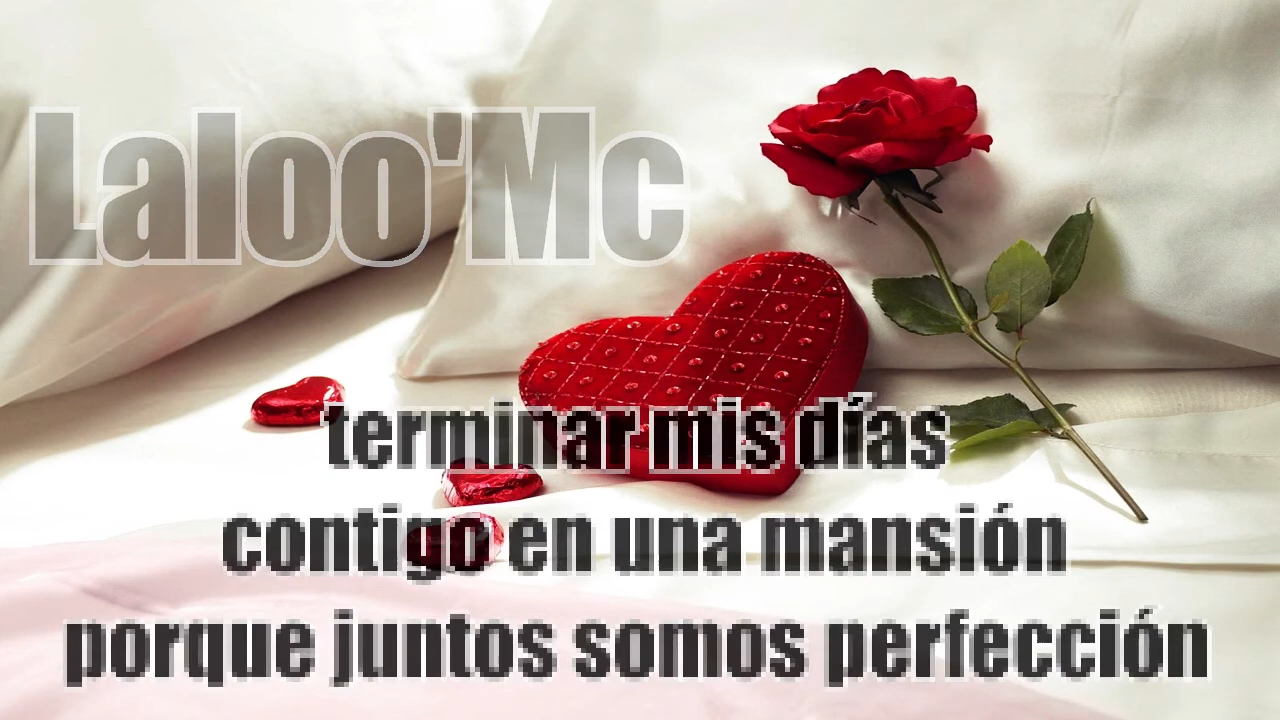 Laloo'Mc
'terminar mis días
contigo en una mansión
porque juntos somos perfección